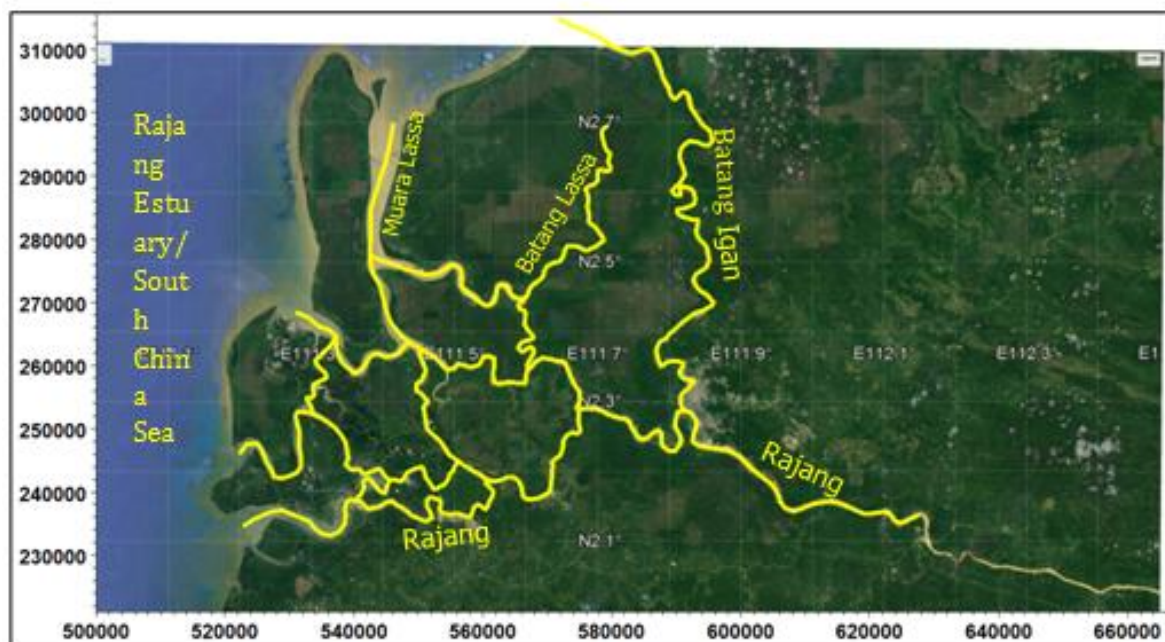 310000
300000
290000
280000
270000
260000
250000
240000
230000
Raja
ng
Estu
ary/
Sout
h
Chin
a
Sea
Muara Lassa
Batang Lassa
Batang Igan
Rajang
Rajang
N2.7°
N2.5°
E111.5°
E111.7°
E111.9°
E112.1°
E112.3°
N2.3°
N2.1°
500000 520000 540000 560000 580000 600000 620000 640000 660000